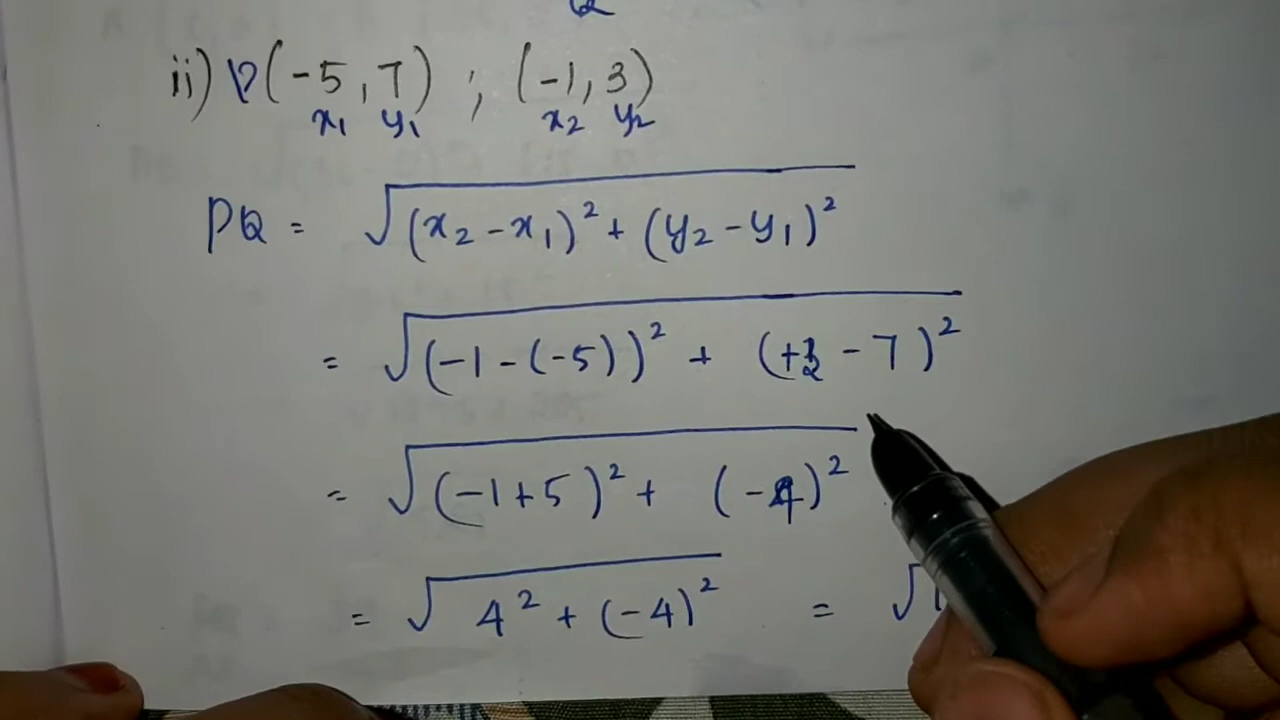 Q
ii) P(-5, 7) ; (-1, 3)
x₁ y₁ x₂ y₂
PQ = √((x₂ - x₁)² + (y₂ - y₁)²)
= √((-1 - (-5))² + (+3 - 7)²)
= √((-1 + 5)² + (-4)²)
= √(4² + (-4)²) = √1